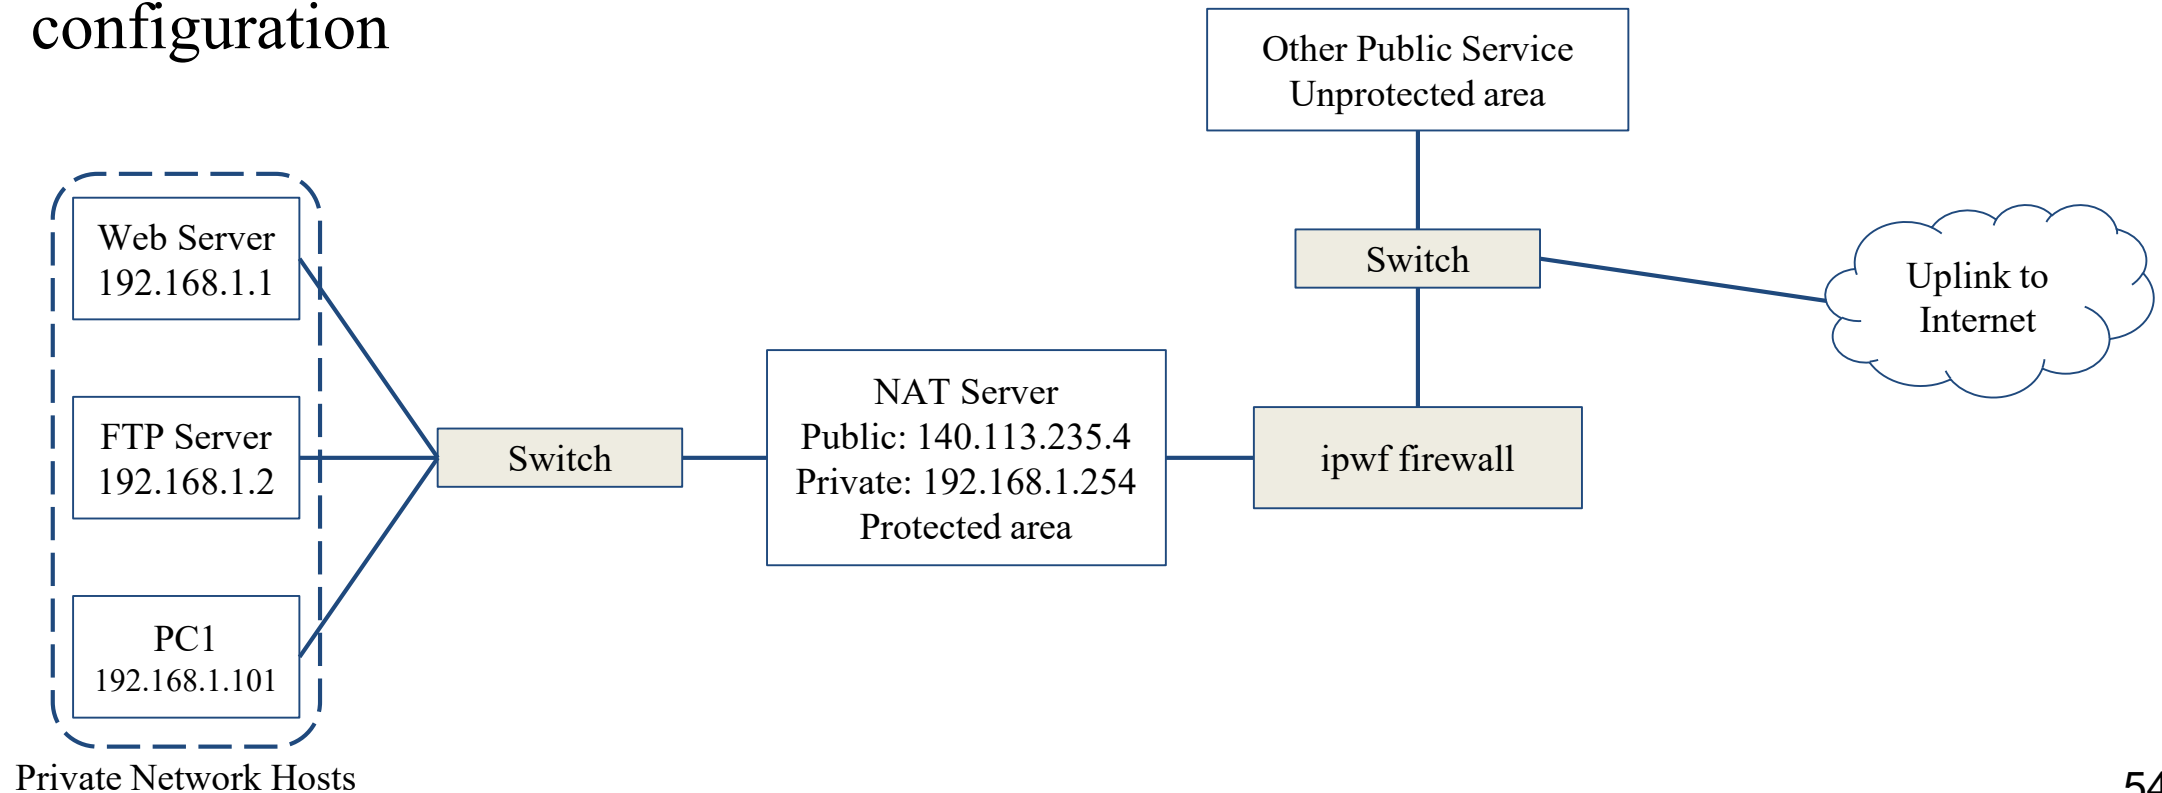 configuration
Other Public Service
Unprotected area
Web Server
192.168.1.1
Switch
Uplink to
Internet
FTP Server
192.168.1.2
Switch
NAT Server
Public: 140.113.235.4
Private: 192.168.1.254
Protected area
ipwf firewall
PC1
192.168.1.101
Private Network Hosts
54